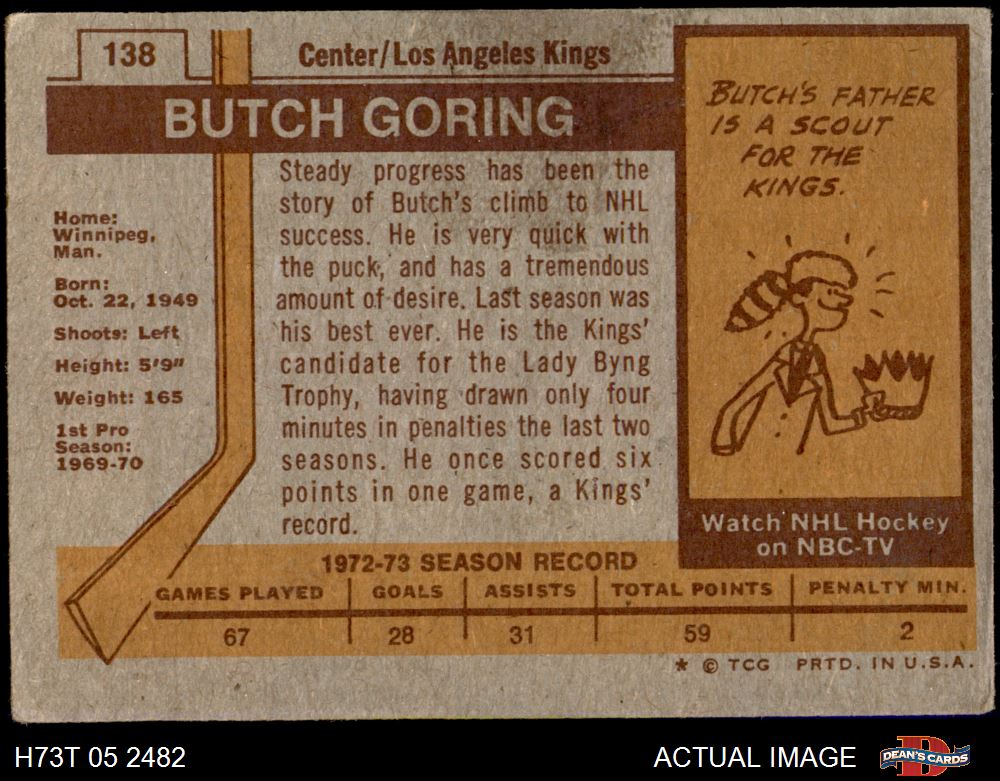 138
Center/Los Angeles Kings
BUTCH GORING
Home:
Winnipeg,
Man.
Born:
Oct. 22, 1949
Shoots: Left
Height: 5'9"
Weight: 165
1st Pro
Season:
1969-70
Steady progress has been the
story of Butch's climb to NHL
success. He is very quick with
the puck, and has a tremendous
amount of desire. Last season was
his best ever. He is the Kings'
candidate for the Lady Byng
Trophy, having drawn only four
minutes in penalties the last two
seasons. He once scored six
points in one game, a Kings'
record.
BUTCH'S FATHER
IS A SCOUT
FOR THE
KINGS.
Watch NHL Hockey
on NBC-TV
1972-73 SEASON RECORD
GAMES PLAYED GOALS ASSISTS TOTAL POINTS PENALTY MIN.
67 28 31 59 2
* © TCG PRTD. IN U.S.A.
H73T 05 2482
ACTUAL IMAGE
DEAN'S CARDS